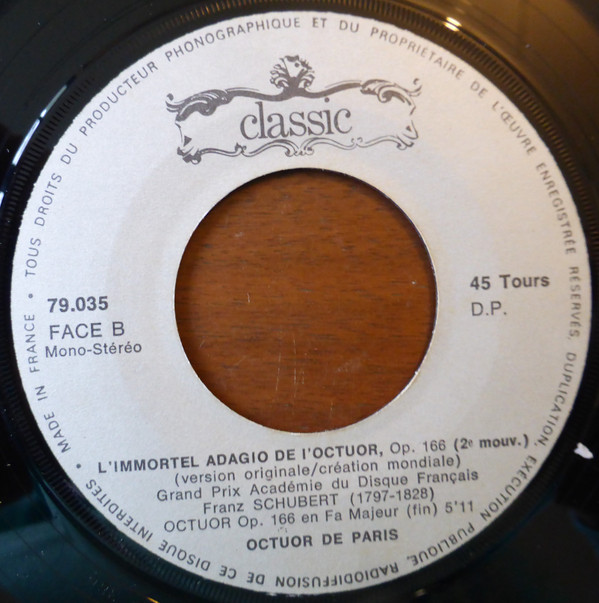 MADE IN FRANCE • TOUS DROITS DU PRODUCTEUR PHONOGRAPHIQUE ET DU PROPRIETAIRE DE L'ŒUVRE ENREGISTRÉE RÉSERVÉS. DUPLICATION, EXÉCUTION PUBLIQUE, RADIODIFFUSION DE CE DISQUE INTERDITES •
classic
79.035
FACE B
Mono-Stéréo
45 Tours
D.P.
L'IMMORTEL ADAGIO DE l'OCTUOR, Op. 166 (2e mouv.)
(version originale/création mondiale)
Grand Prix Académie du Disque Français
Franz SCHUBERT (1797-1828)
OCTUOR Op. 166 en Fa Majeur (fin) 5'11
OCTUOR DE PARIS